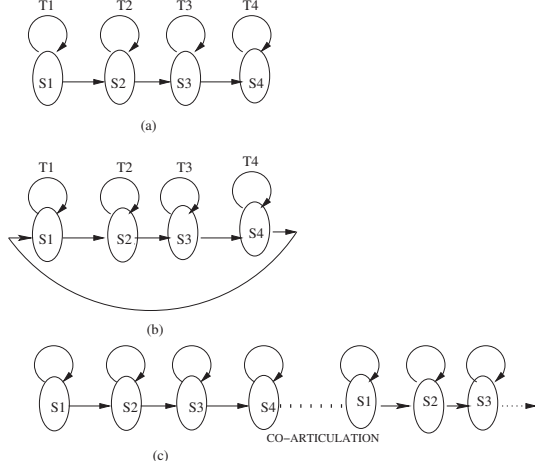 T1 T2 T3 T4
S1 S2 S3 S4
(a)
T1 T2 T3 T4
S1 S2 S3 S4
(b)
S1 S2 S3 S4 S1 S2 S3
CO-ARTICULATION
(c)